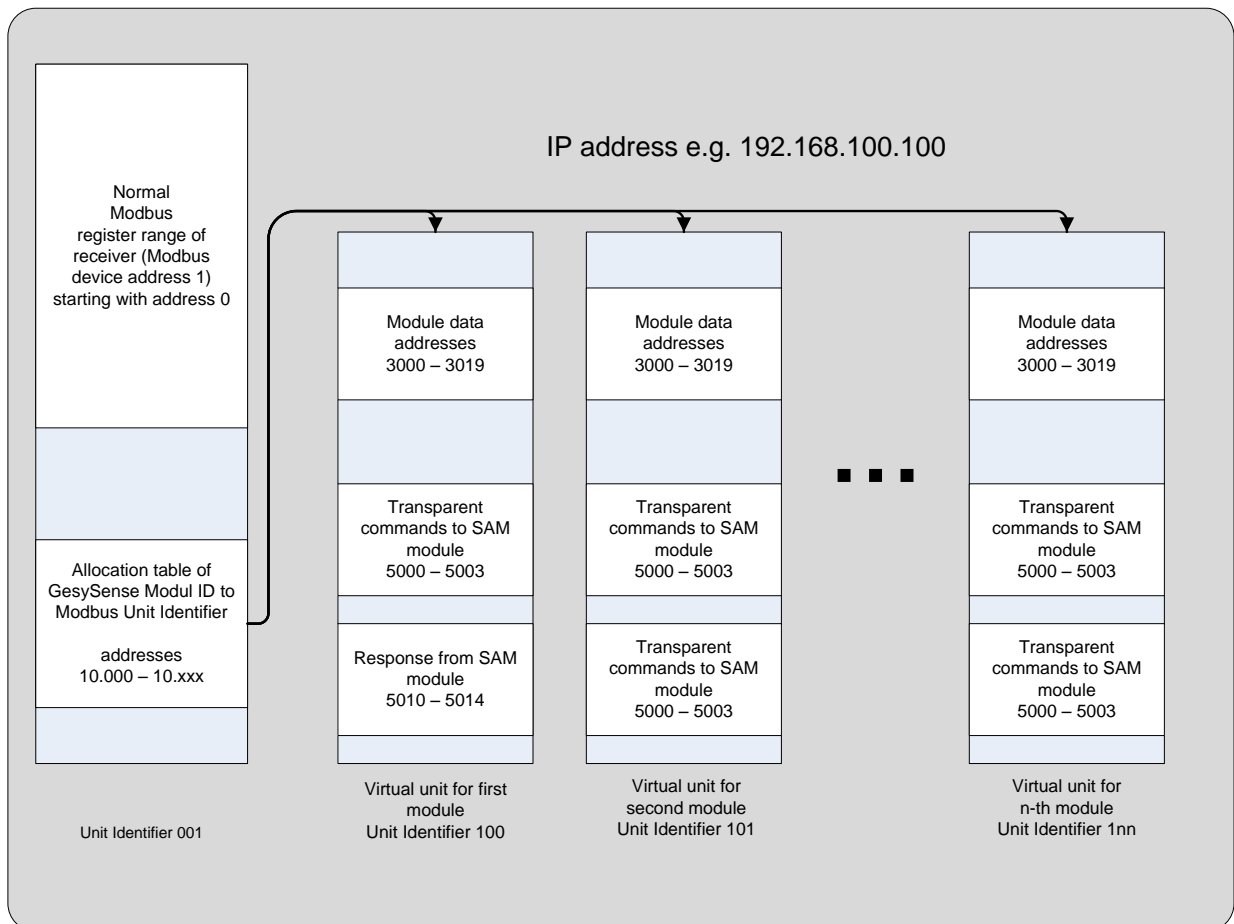 IP address e.g. 192.168.100.100
Normal
Modbus
register range of
receiver (Modbus
device address 1)
starting with address 0
Allocation table of
GesySense Modul ID to
Modbus Unit Identifier
addresses
10.000 – 10.xxx
Unit Identifier 001
Module data
addresses
3000 – 3019
Transparent
commands to SAM
module
5000 – 5003
Response from SAM
module
5010 – 5014
Virtual unit for first
module
Unit Identifier 100
Module data
addresses
3000 – 3019
Transparent
commands to SAM
module
5000 – 5003
Transparent
commands to SAM
module
5000 – 5003
Virtual unit for
second module
Unit Identifier 101
Module data
addresses
3000 – 3019
Transparent
commands to SAM
module
5000 – 5003
Transparent
commands to SAM
module
5000 – 5003
Virtual unit for
n-th module
Unit Identifier 1nn